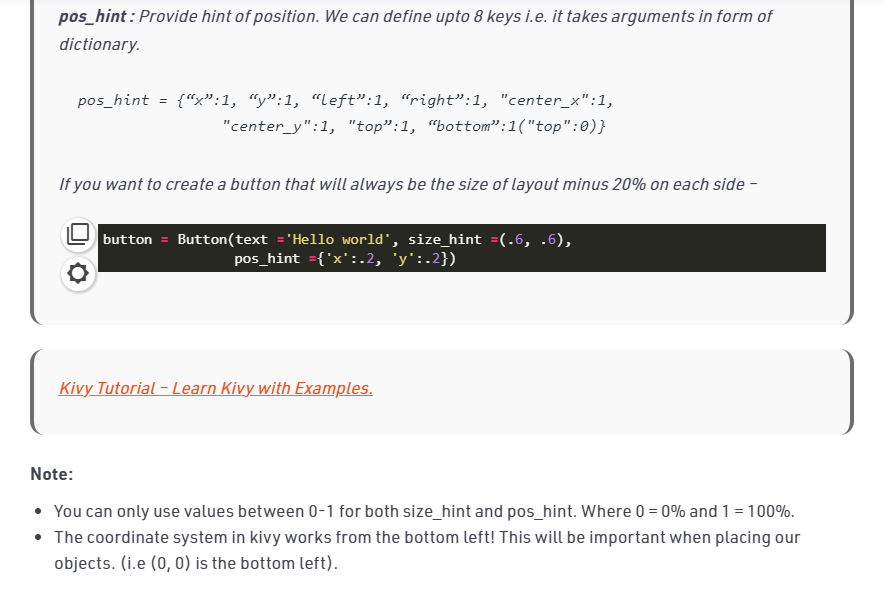 pos_hint : Provide hint of position. We can define upto 8 keys i.e. it takes arguments in form of
dictionary.
pos_hint = {“x”:1, “y”:1, “left”:1, “right”:1, "center_x":1,
"center_y":1, "top”:1, “bottom”:1("top":0)}
If you want to create a button that will always be the size of layout minus 20% on each side –
button = Button(text ='Hello world', size_hint =(.6, .6),
pos_hint ={'x':.2, 'y':.2})
Kivy Tutorial – Learn Kivy with Examples.
Note:
• You can only use values between 0-1 for both size_hint and pos_hint. Where 0 = 0% and 1 = 100%.
• The coordinate system in kivy works from the bottom left! This will be important when placing our
objects. (i.e (0, 0) is the bottom left).